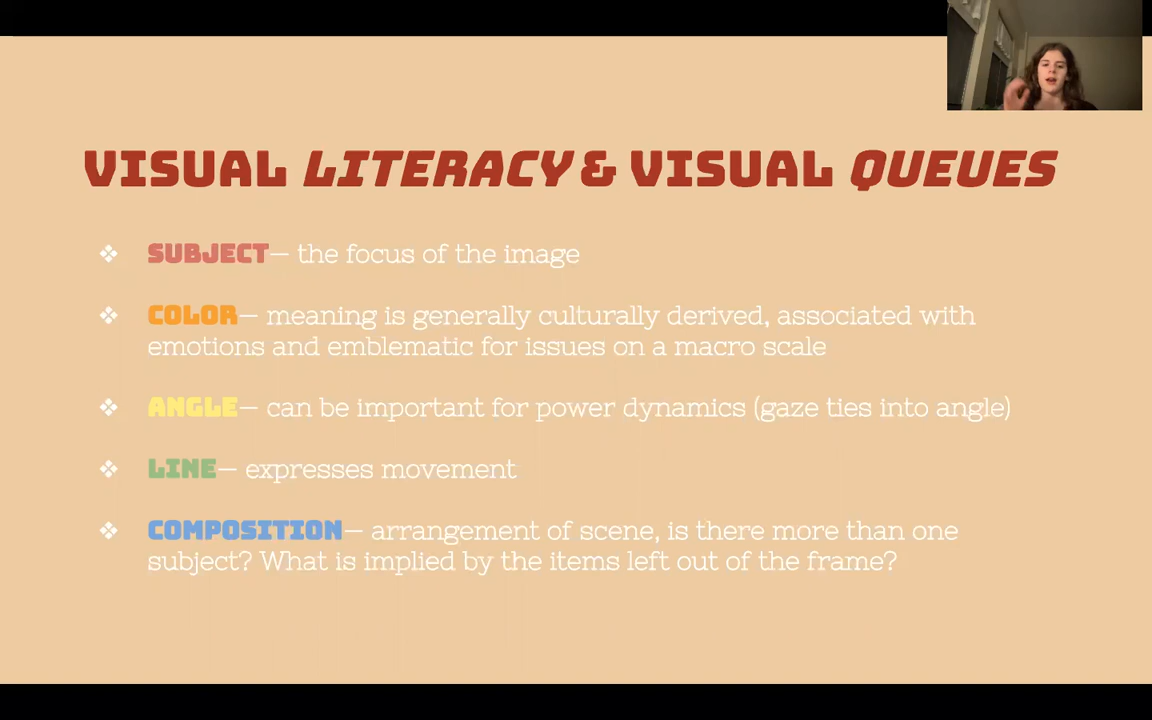 VISUAL LITERACY & VISUAL QUEUES
❖ SUBJECT— the focus of the image
❖ COLOR— meaning is generally culturally derived, associated with
emotions and emblematic for issues on a macro scale
❖ ANGLE— can be important for power dynamics (gaze ties into angle)
❖ LINE— expresses movement
❖ COMPOSITION— arrangement of scene, is there more than one
subject? What is implied by the items left out of the frame?